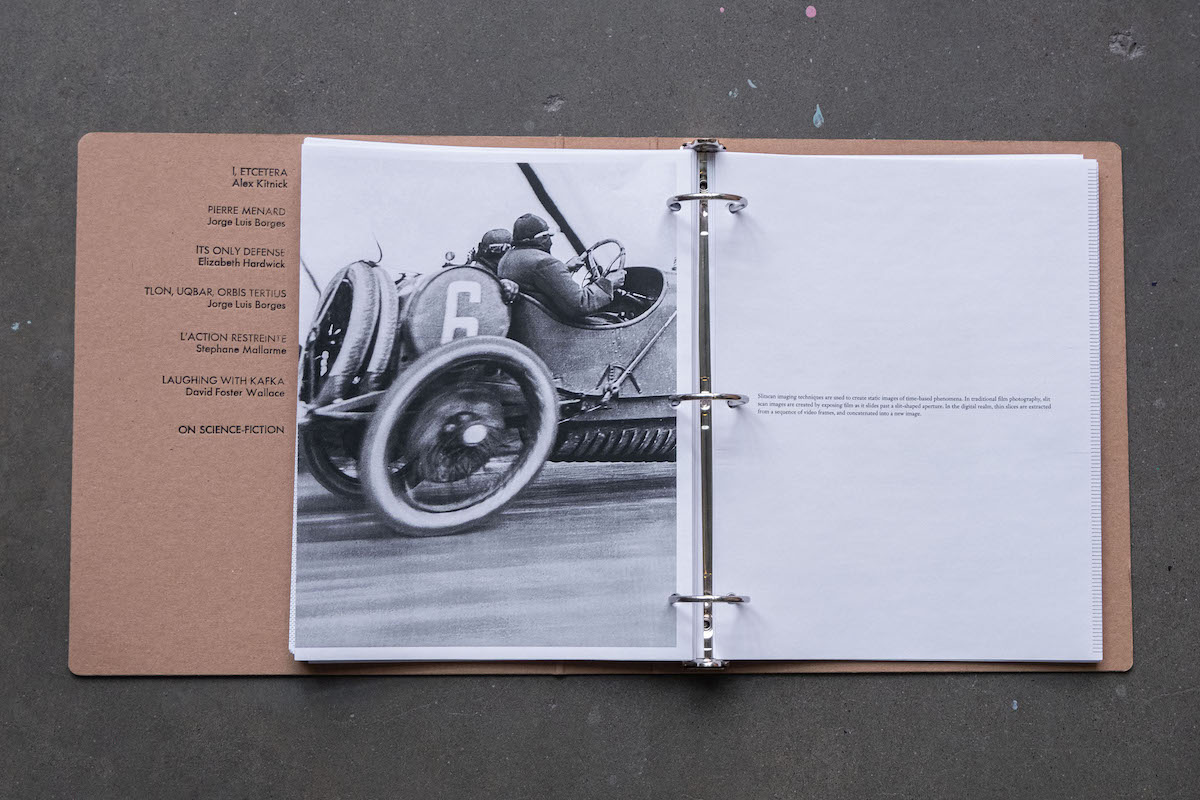 I, ETCETERA
Alex Kitnick
PIERRE MENARD
Jorge Luis Borges
ITS ONLY DEFENSE
Elizabeth Hardwick
TLON, UQBAR, ORBIS TERTIUS
Jorge Luis Borges
L'ACTION RESTREINTE
Stephane Mallarme
LAUGHING WITH KAFKA
David Foster Wallace
ON SCIENCE-FICTION
6
Slitscan imaging techniques are used to create static images of time-based phenomena. In traditional film photography, slit
scan images are created by exposing film as it slides past a slit-shaped aperture. In the digital realm, thin slices are extracted
from a sequence of video frames, and concatenated into a new image.